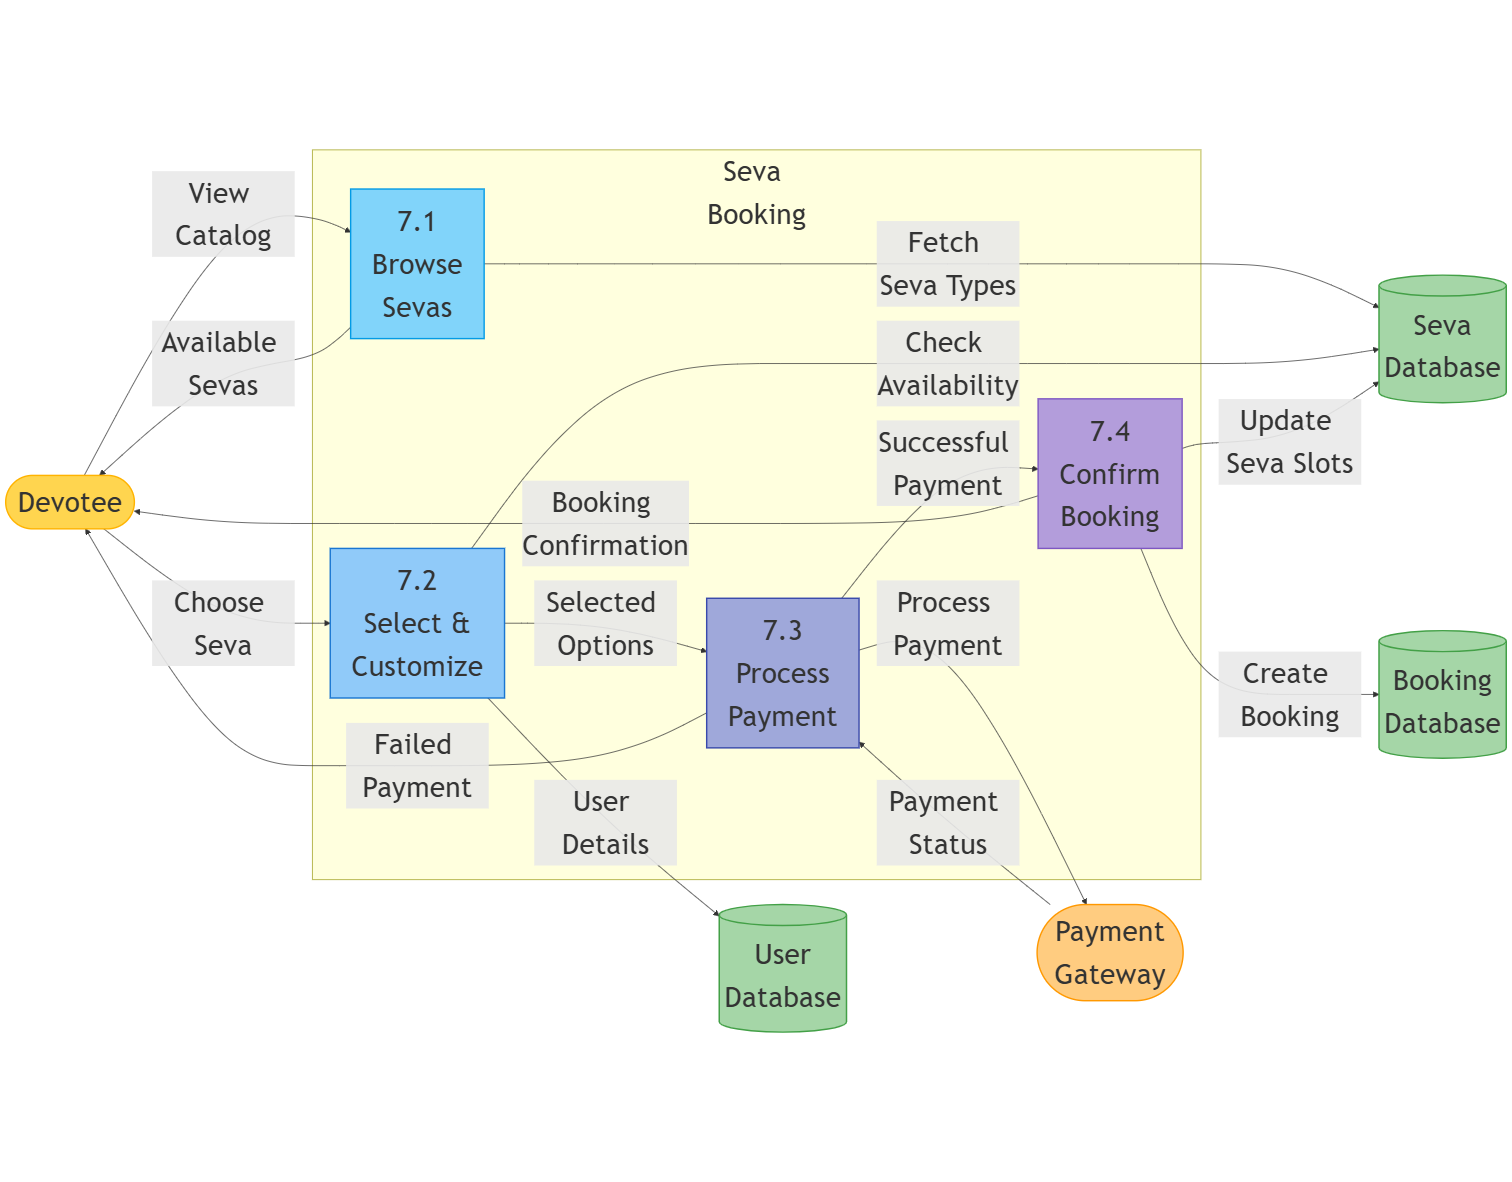 Seva
Booking
View
Catalog
7.1
Browse
Sevas
Fetch
Seva Types
Available
Sevas
Check
Availability
Seva
Database
7.4
Confirm
Booking
Successful
Payment
Update
Seva Slots
Devotee
Booking
Confirmation
7.2
Select &
Customize
Choose
Seva
Selected
Options
7.3
Process
Payment
Process
Payment
Create
Booking
Booking
Database
Failed
Payment
User
Details
Payment
Status
User
Database
Payment
Gateway